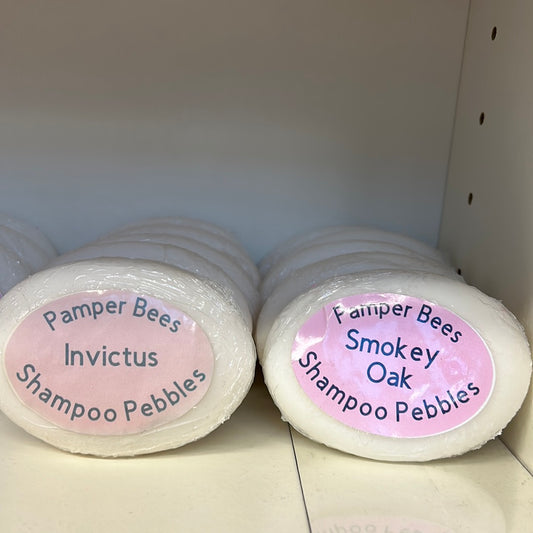 Pamper Bees
Invictus
Shampoo Pebbles
Pamper Bees
Smokey
Oak
Shampoo Pebbles